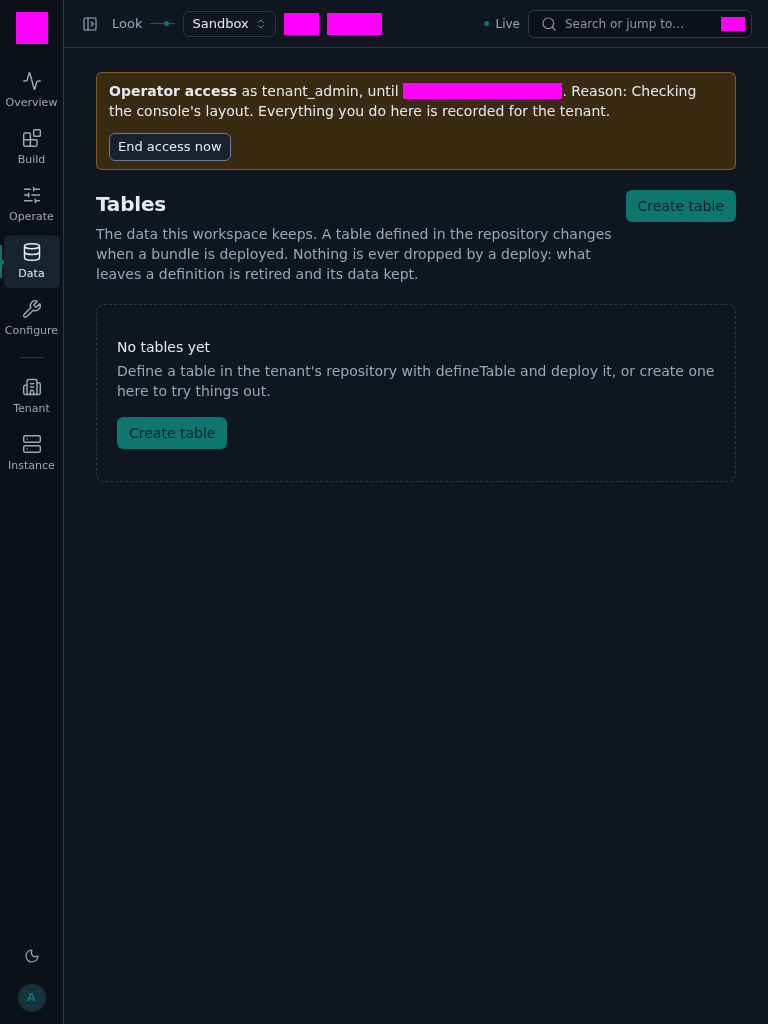 Look
Sandbox
Live
Search or jump to…
Overview
Build
Operate
Data
Configure
Tenant
Instance
A
Operator access as tenant_admin, until . Reason: Checking
the console's layout. Everything you do here is recorded for the tenant.
End access now
Tables
Create table
The data this workspace keeps. A table defined in the repository changes
when a bundle is deployed. Nothing is ever dropped by a deploy: what
leaves a definition is retired and its data kept.
No tables yet
Define a table in the tenant's repository with defineTable and deploy it, or create one
here to try things out.
Create table